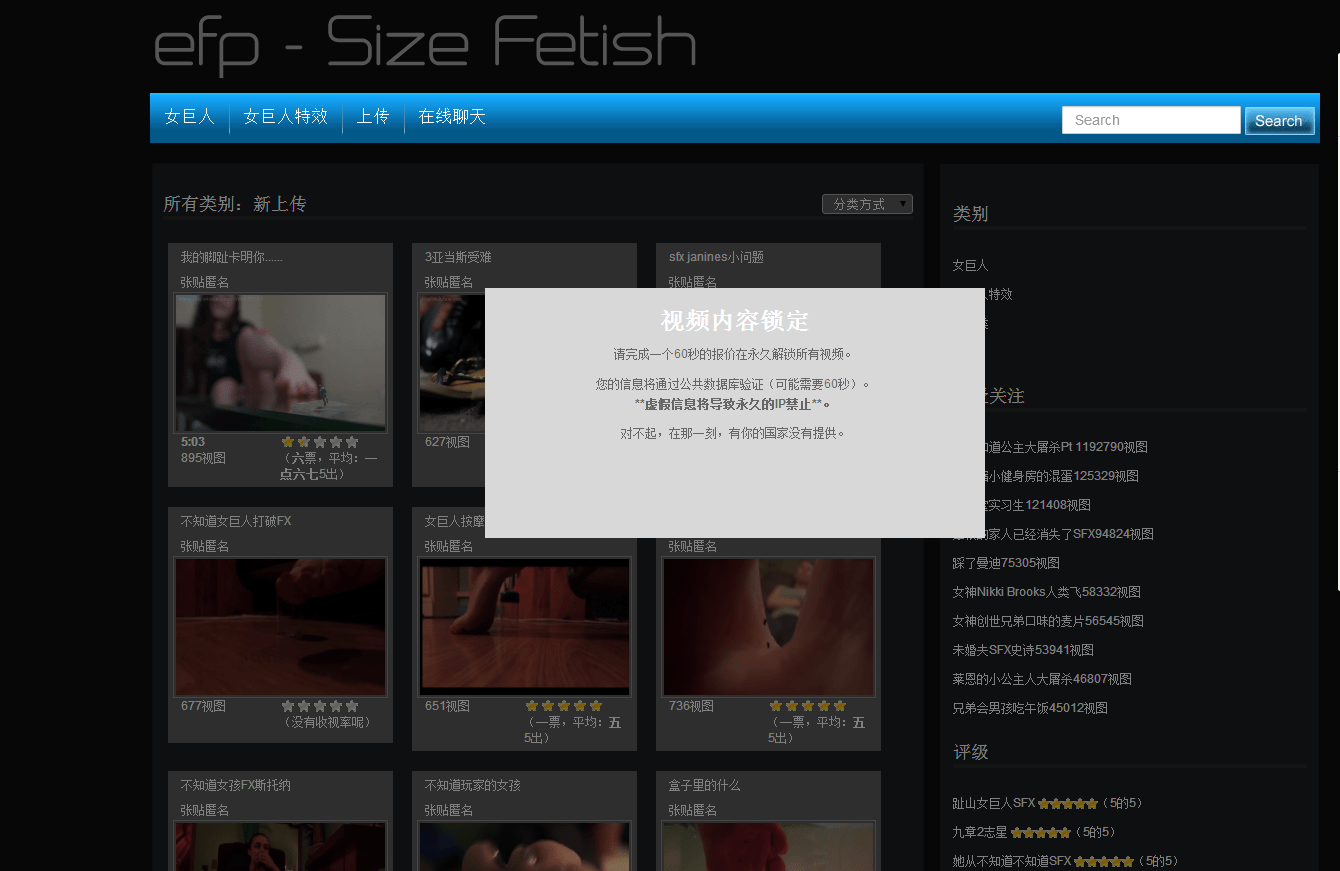 efp - Size Fetish
女巨人
女巨人特效
上传
在线聊天
Search
Search
所有类别：新上传
分类方式
我的脚趾卡明你......
张贴匿名
5:03
895视图
（六票，平均：一
点六七5出）
3亚当斯受难
张贴匿名
627视图
sfx janines小问题
张贴匿名
视频内容锁定
请完成一个60秒的报价在永久解锁所有视频。
您的信息将通过公共数据库验证（可能需要60秒）。
**虚假信息将导致永久的IP禁止**。
对不起，在那一刻，有你的国家没有提供。
不知道女巨人打破FX
张贴匿名
677视图
（没有收视率呢）
女巨人按摩
张贴匿名
651视图
（一票，平均：五
5出）
张贴匿名
736视图
（一票，平均：五
5出）
不知道女孩FX斯托纳
张贴匿名
不知道玩家的女孩
张贴匿名
盒子里的什么
张贴匿名
类别
女巨人
特效
关注
道公主大屠杀Pt 1192790视图
小健身房的混蛋125329视图
实习生121408视图
家人已经消失了SFX94824视图
踩了曼迪75305视图
女神Nikki Brooks人类飞58332视图
女神创世兄弟口味的麦片56545视图
未婚夫SFX史诗53941视图
莱恩的小公主人大屠杀46807视图
兄弟会男孩吃午饭45012视图
评级
趾山女巨人SFX（5的5）
九章2志星（5的5）
她从不知道不知道SFX（5的5）